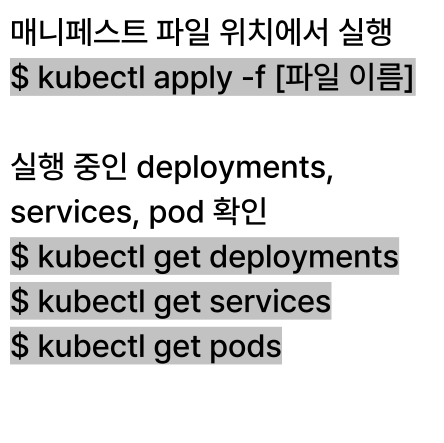 매니페스트 파일 위치에서 실행
$ kubectl apply -f [파일 이름]
실행 중인 deployments,
services, pod 확인
$ kubectl get deployments
$ kubectl get services
$ kubectl get pods